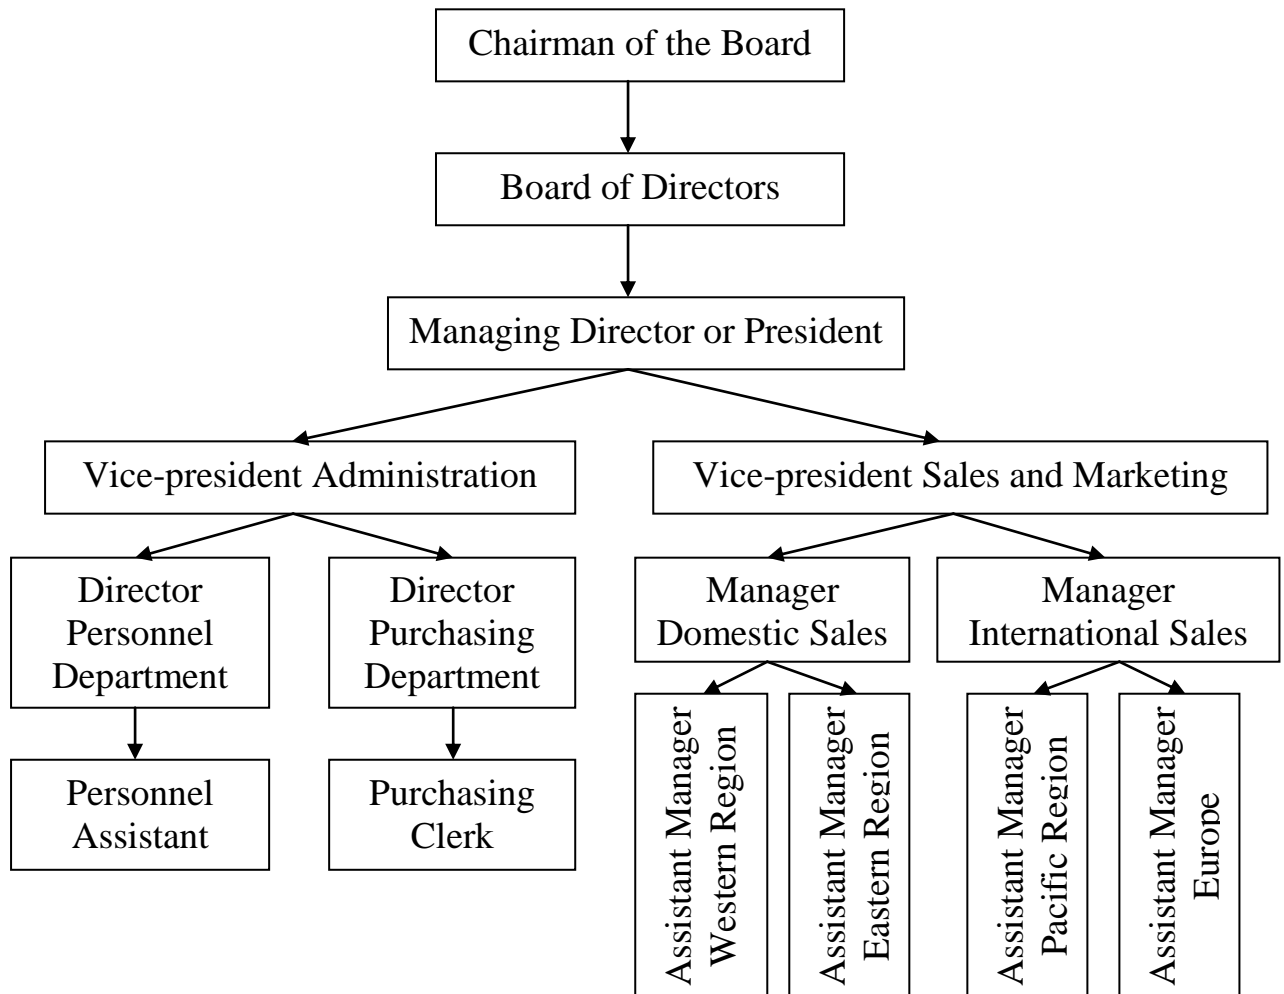 Chairman of the Board
Board of Directors
Managing Director or President
Vice-president Administration
Vice-president Sales and Marketing
Director
Personnel
Department
Director
Purchasing
Department
Manager
Domestic Sales
Manager
International Sales
Personnel
Assistant
Purchasing
Clerk
Assistant Manager
Western Region
Assistant Manager
Eastern Region
Assistant Manager
Pacific Region
Assistant Manager
Europe